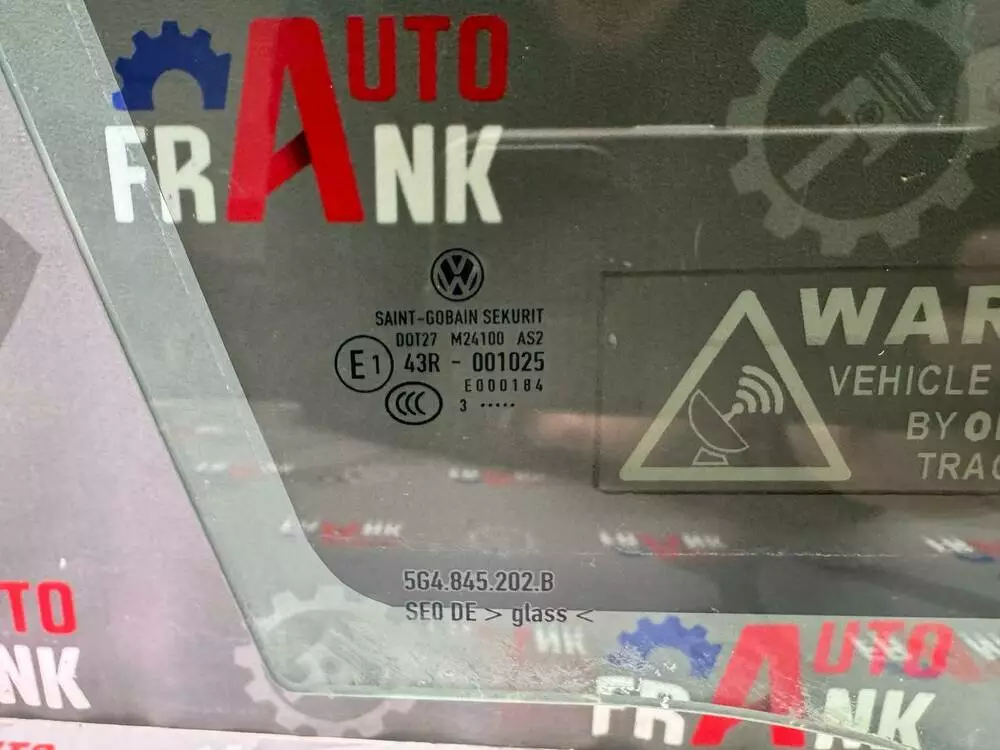 AUTO
FRANK
SAINT-GOBAIN SEKURIT
DOT27 M24100 AS2
E1 43R - 001025
E000184
3 .....
WAR
VEHICLE
BY O
TRAC
5G4.845.202.B
SEO DE > glass <
AUTO
FRANK
UTO
NK